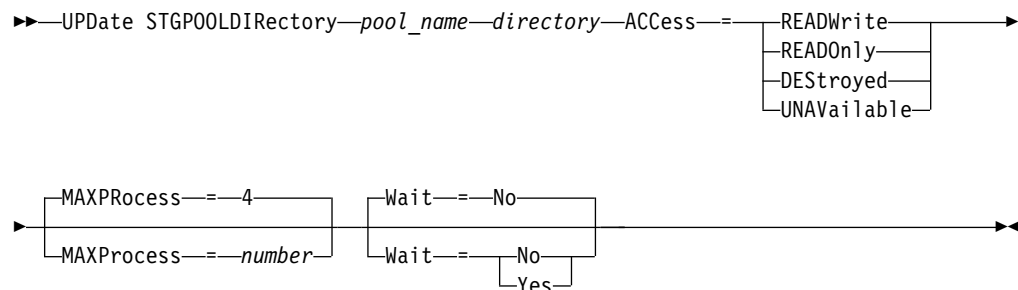 UPDate STGPOOLDIRectory pool_name directory ACCess = READWrite
READOnly
DEStroyed
UNAVailable
MAXPRocess = 4 Wait = No
MAXProcess = number Wait = No
Yes